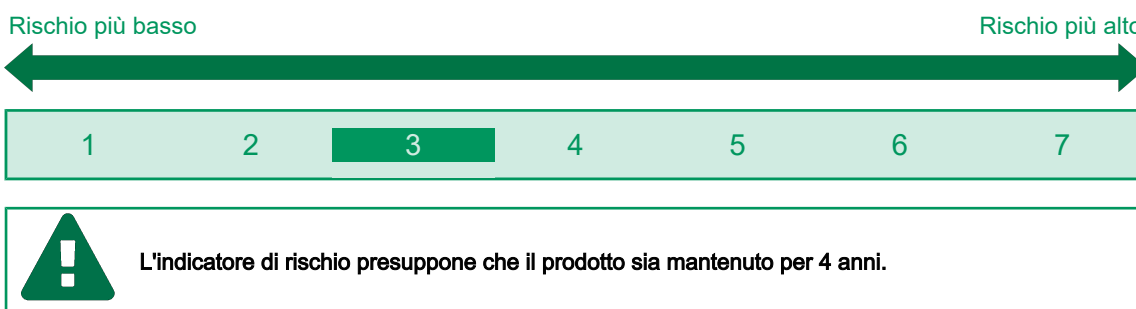 Rischio più basso Rischio più alto
1 2 3 4 5 6 7
L'indicatore di rischio presuppone che il prodotto sia mantenuto per 4 anni.